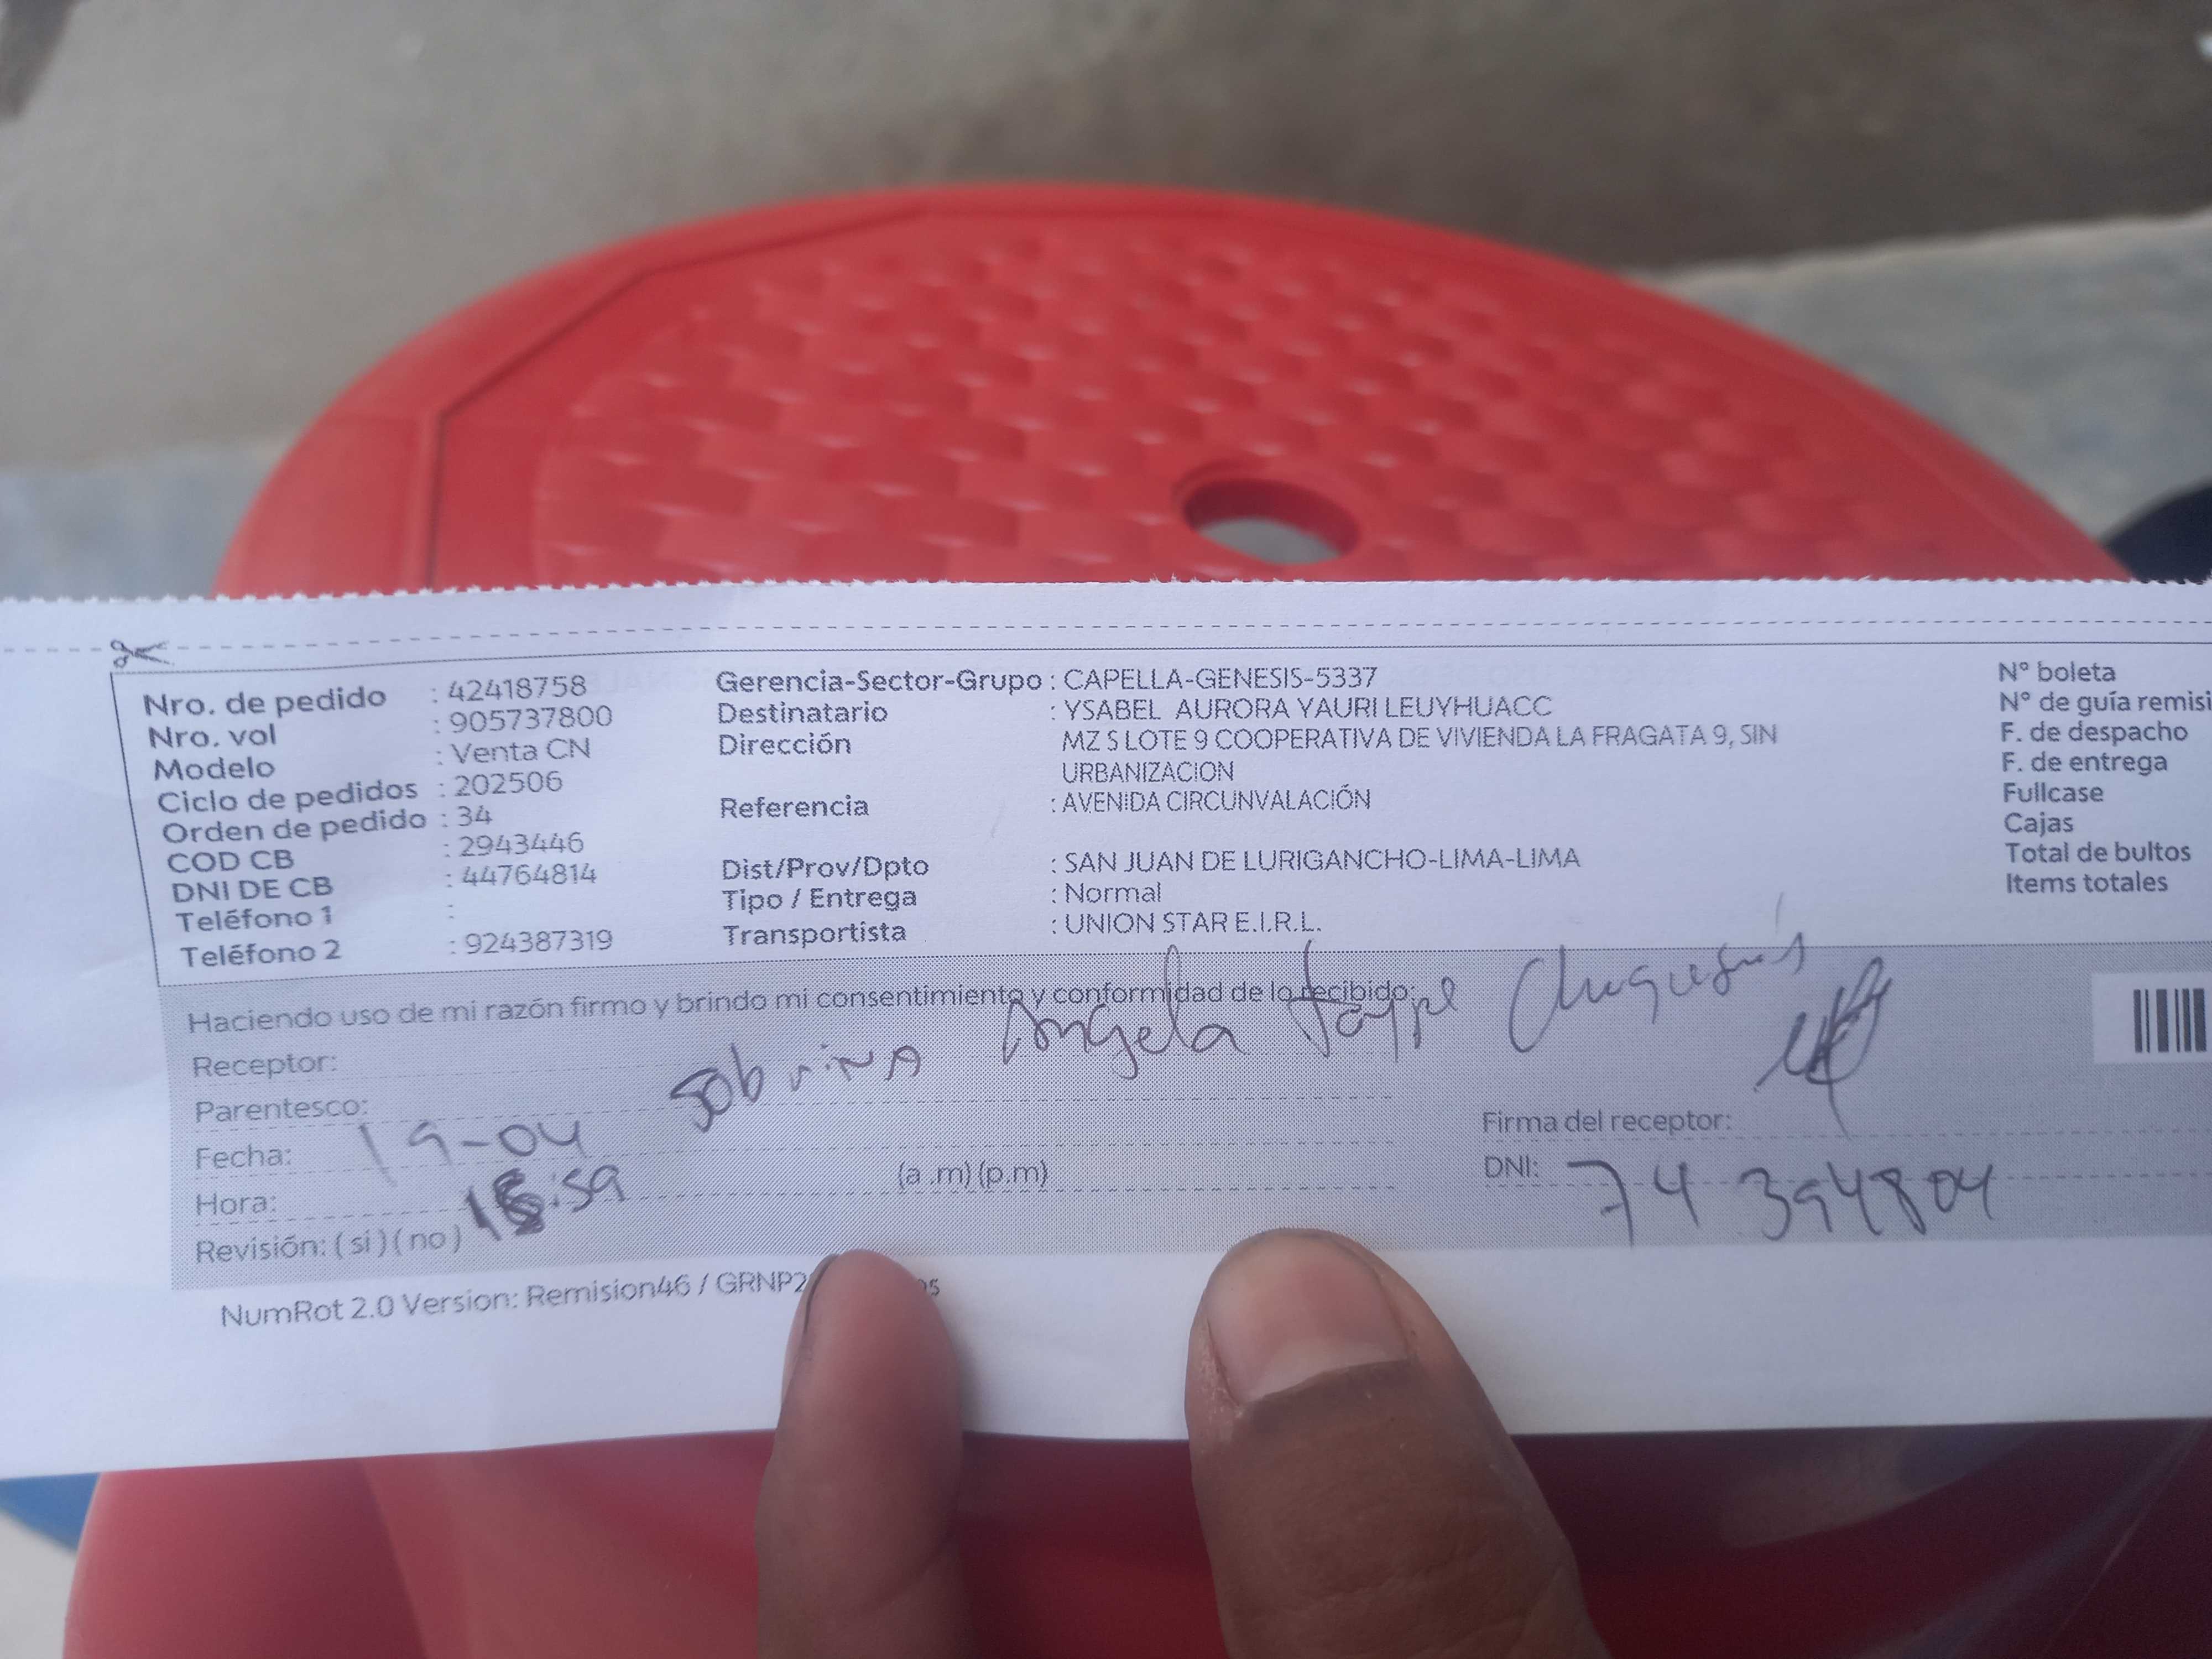 Nro. de pedido : 42418758
Nro. vol : 905737800
Modelo : Venta CN
Ciclo de pedidos : 202506
Orden de pedido : 34
COD CB : 2943446
DNI DE CB : 44764814
Teléfono 1 :
Teléfono 2 : 924387319
Gerencia-Sector-Grupo : CAPELLA-GENESIS-5337
Destinatario : YSABEL AURORA YAURI LEUYHUACC
Dirección MZ S LOTE 9 COOPERATIVA DE VIVIENDA LA FRAGATA 9, SIN
URBANIZACION
Referencia : AVENIDA CIRCUNVALACIÓN
Dist/Prov/Dpto : SAN JUAN DE LURIGANCHO-LIMA-LIMA
Tipo / Entrega : Normal
Transportista : UNION STAR E.I.R.L.
N° boleta
N° de guía remisi
F. de despacho
F. de entrega
Fullcase
Cajas
Total de bultos
Items totales
Haciendo uso de mi razón firmo y brindo mi consentimiento y conformidad de lo recibido:
Receptor: Angela
Parentesco: sobrina
Fecha: 19-04
Hora: :59 (a.m) (p.m)
Revisión: ( si ) ( no )
Firma del receptor:
DNI: 74394804
NumRot 2.0 Version: Remision46 / GRNP2